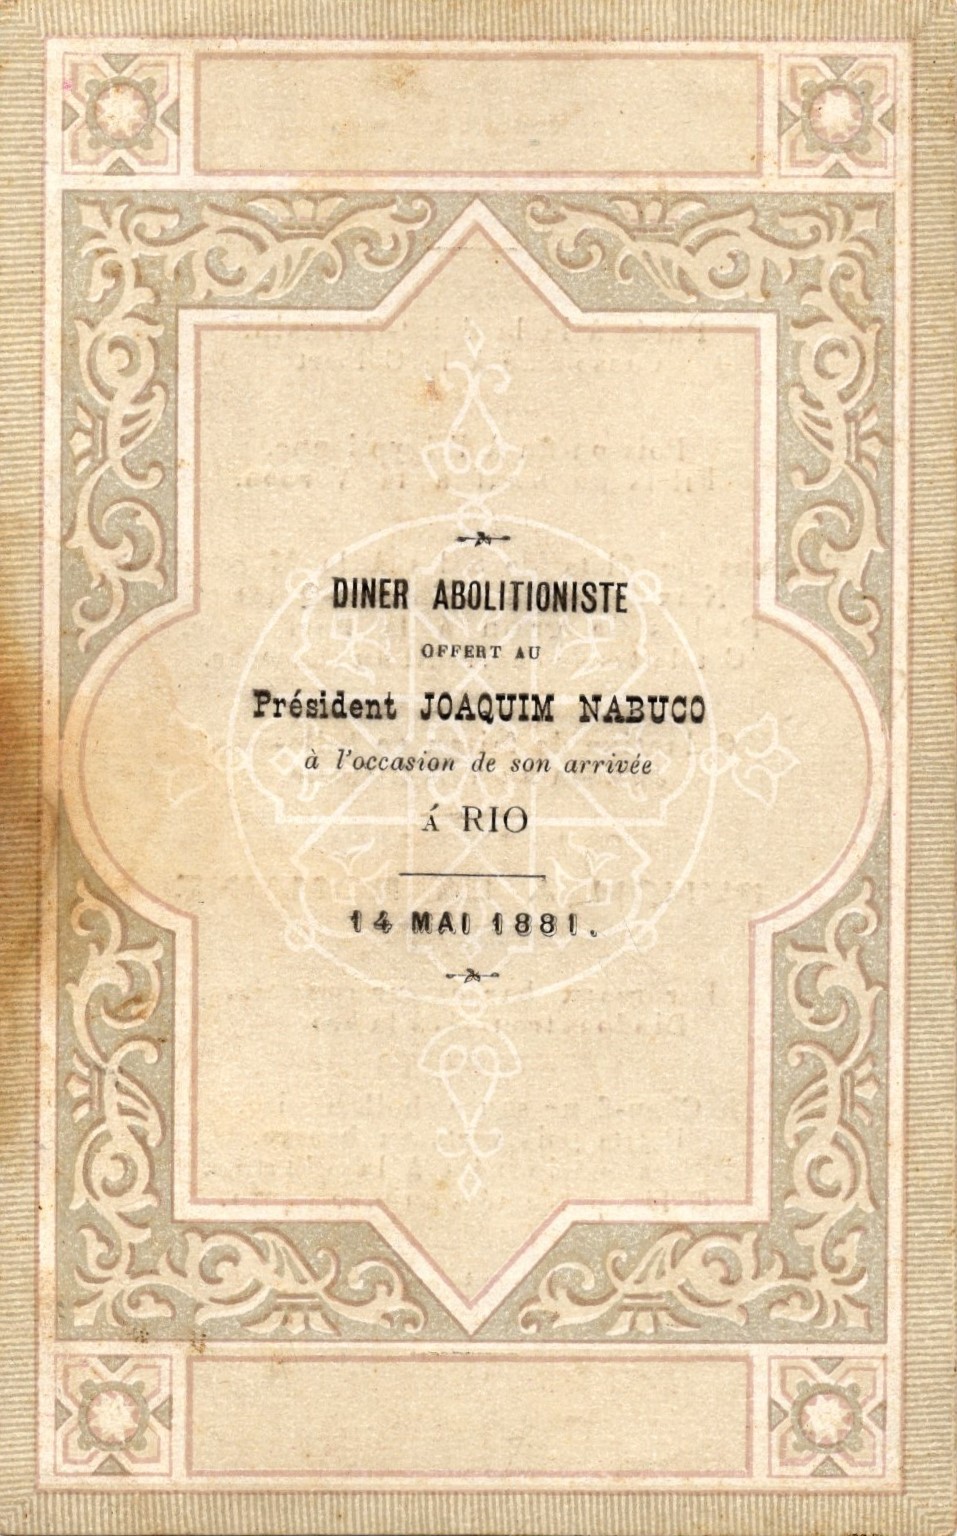 DINER ABOLITIONISTE
OFFERT AU
Président JOAQUIM NABUCO
à l'occasion de son arrivée
Á RIO
14 MAI 1881.